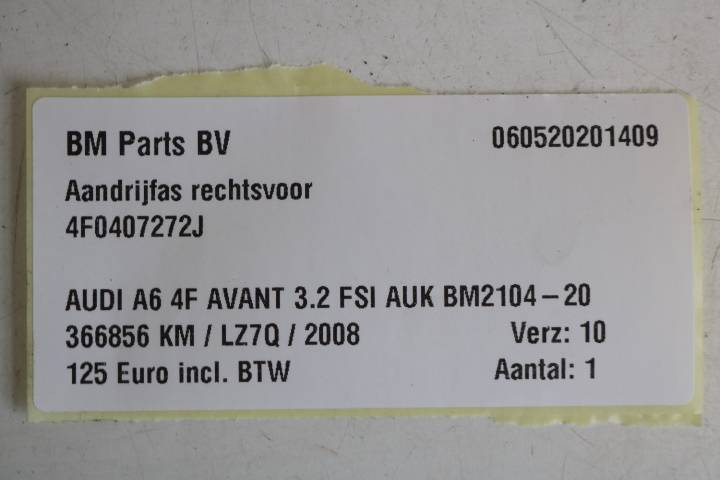 BM Parts BV 060520201409
Aandrijfas rechtsvoor
4F0407272J
AUDI A6 4F AVANT 3.2 FSI AUK BM2104-20
366856 KM / LZ7Q / 2008 Verz: 10
125 Euro incl. BTW Aantal: 1